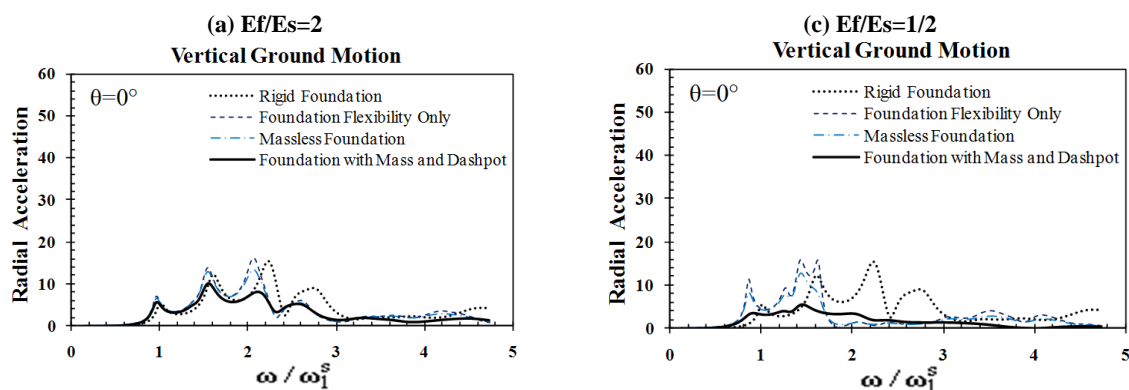 (a) Ef/Es=2
Vertical Ground Motion
Radial Acceleration
60
50
40
30
20
10
0
θ=0°
Rigid Foundation
Foundation Flexibility Only
Massless Foundation
Foundation with Mass and Dashpot
0 1 2 3 4 5
ω / ω₁ˢ
(c) Ef/Es=1/2
Vertical Ground Motion
Radial Acceleration
60
50
40
30
20
10
0
θ=0°
Rigid Foundation
Foundation Flexibility Only
Massless Foundation
Foundation with Mass and Dashpot
0 1 2 3 4 5
ω / ω₁ˢ